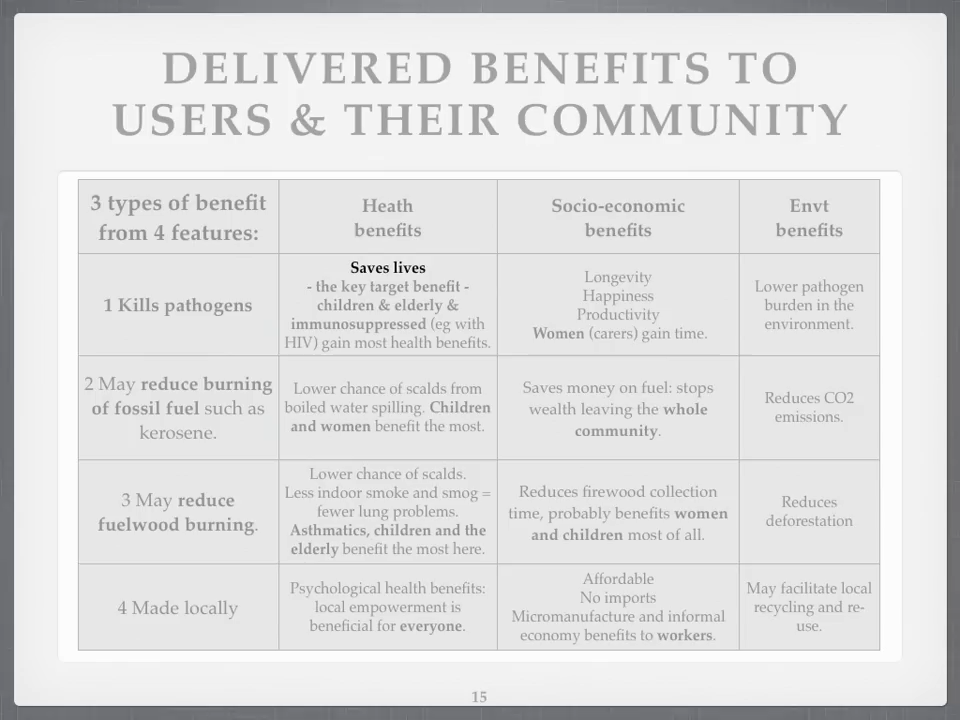 DELIVERED BENEFITS TO
USERS & THEIR COMMUNITY
3 types of benefit
from 4 features:
Heath
benefits
Socio-economic
benefits
Envt
benefits
1 Kills pathogens
Saves lives
- the key target benefit -
children & elderly &
immunosuppressed (eg with
HIV) gain most health benefits.
Longevity
Happiness
Productivity
Women (carers) gain time.
Lower pathogen
burden in the
environment.
2 May reduce burning
of fossil fuel such as
kerosene.
Lower chance of scalds from
boiled water spilling. Children
and women benefit the most.
Saves money on fuel: stops
wealth leaving the whole
community.
Reduces CO2
emissions.
3 May reduce
fuelwood burning.
Lower chance of scalds.
Less indoor smoke and smog =
fewer lung problems.
Asthmatics, children and the
elderly benefit the most here.
Reduces firewood collection
time, probably benefits women
and children most of all.
Reduces
deforestation
4 Made locally
Psychological health benefits:
local empowerment is
beneficial for everyone.
Affordable
No imports
Micromanufacture and informal
economy benefits to workers.
May facilitate local
recycling and re-
use.
15